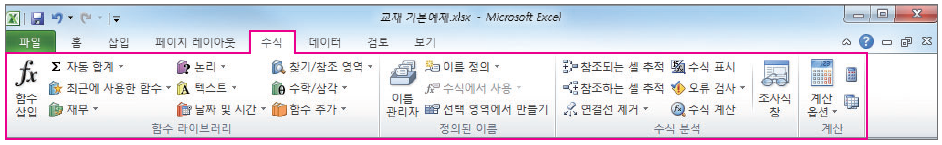 교재 기본예제.xlsx - Microsoft Excel
파일 홈 삽입 페이지 레이아웃 수식 데이터 검토 보기
fx 함수 삽입
Σ 자동 합계
최근에 사용한 함수
재무
논리
텍스트
날짜 및 시간
찾기/참조 영역
수학/삼각
함수 추가
함수 라이브러리
이름 관리자
이름 정의
수식에서 사용
선택 영역에서 만들기
정의된 이름
참조되는 셀 추적
참조하는 셀 추적
연결선 제거
수식 표시
오류 검사
수식 계산
수식 분석
조사식 창
계산 옵션
계산